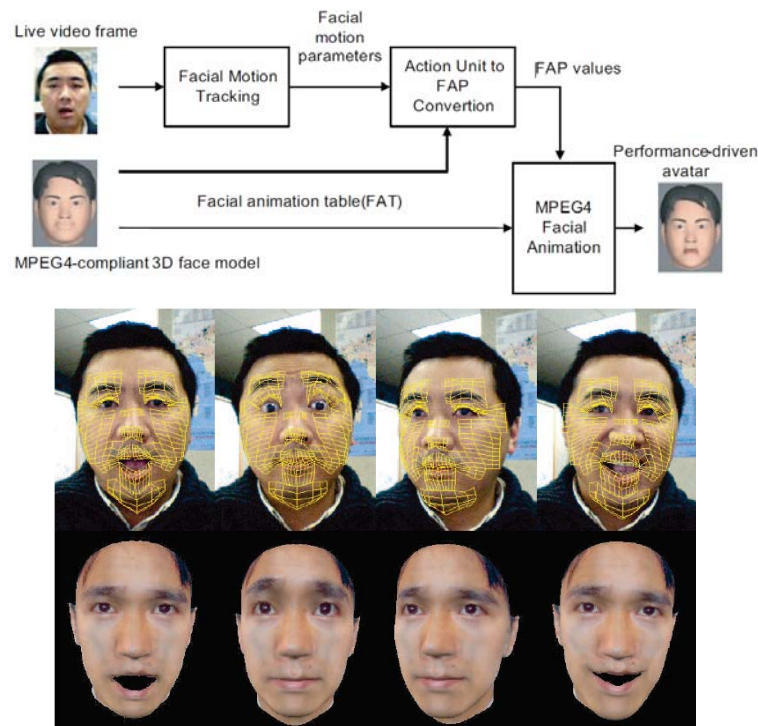 Live video frame
Facial
motion
parameters
Facial Motion
Tracking
Action Unit to
FAP
Convertion
FAP values
Performance-driven
avatar
Facial animation table(FAT)
MPEG4
Facial
Animation
MPEG4-compliant 3D face model